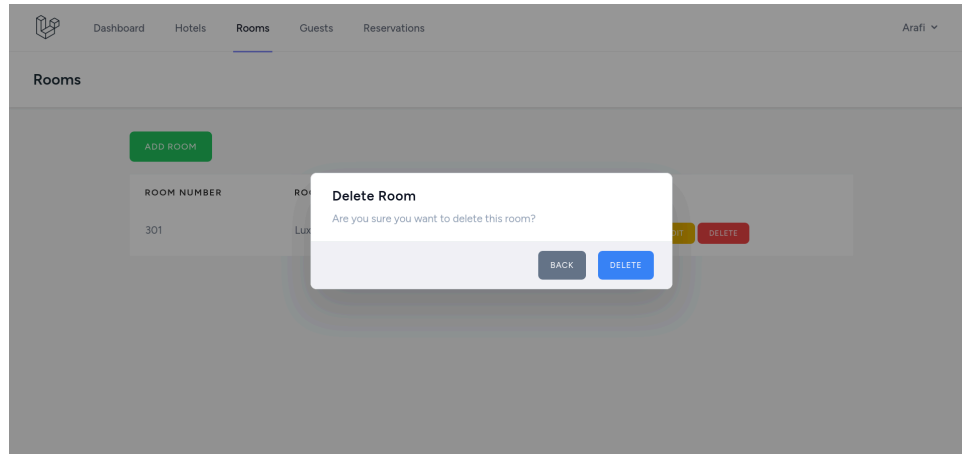 Dashboard Hotels Rooms Guests Reservations Arafi
Rooms
ADD ROOM
ROOM NUMBER
Delete Room
Are you sure you want to delete this room?
301
DELETE
BACK DELETE